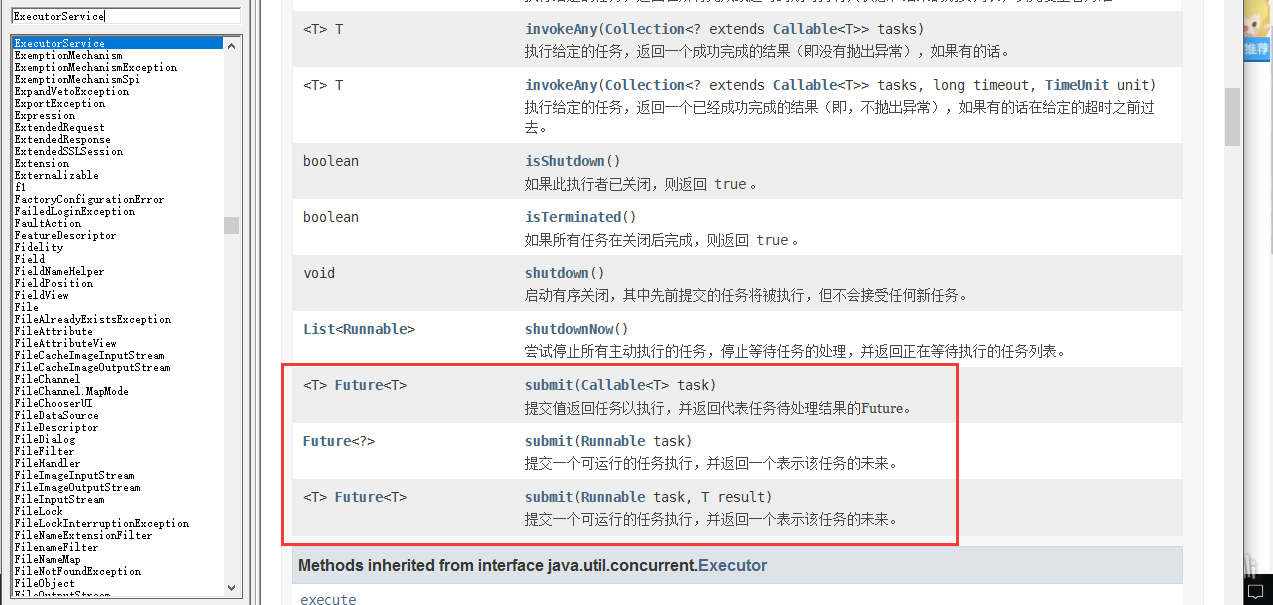 ExecutorService
ExecutorService
ExemptionMechanism
ExemptionMechanismException
ExemptionMechanismSpi
ExpandVetoException
ExportException
Expression
ExtendedRequest
ExtendedResponse
ExtendedSSLSession
Extension
Externalizable
f1
FactoryConfigurationError
FailedLoginException
FaultAction
FeatureDescriptor
Fidelity
Field
FieldNameHelper
FieldPosition
FieldView
File
FileAlreadyExistsException
FileAttribute
FileAttributeView
FileCacheImageInputStream
FileCacheImageOutputStream
FileChannel
FileChannel.MapMode
FileChooserUI
FileDataSource
FileDescriptor
FileDialog
FileFilter
FileHandler
FileImageInputStream
FileImageOutputStream
FileInputStream
FileLock
FileLockInterruptionException
FileNameExtensionFilter
FilenameFilter
FileNameMap
FileNotFoundException
FileObject
FileOutputStream
<T> T invokeAny(Collection<? extends Callable<T>> tasks)
执行给定的任务，返回一个成功完成的结果（即没有抛出异常），如果有的话。
<T> T invokeAny(Collection<? extends Callable<T>> tasks, long timeout, TimeUnit unit)
执行给定的任务，返回一个已经成功完成的结果（即，不抛出异常），如果有的话在给定的超时之前过
去。
boolean isShutdown()
如果此执行者已关闭，则返回 true 。
boolean isTerminated()
如果所有任务在关闭后完成，则返回 true 。
void shutdown()
启动有序关闭，其中先前提交的任务将被执行，但不会接受任何新任务。
List<Runnable> shutdownNow()
尝试停止所有主动执行的任务，停止等待任务的处理，并返回正在等待执行的任务列表。
<T> Future<T> submit(Callable<T> task)
提交值返回任务以执行，并返回代表任务待处理结果的Future。
Future<?> submit(Runnable task)
提交一个可运行的任务执行，并返回一个表示该任务的未来。
<T> Future<T> submit(Runnable task, T result)
提交一个可运行的任务执行，并返回一个表示该任务的未来。
Methods inherited from interface java.util.concurrent.Executor
execute
推荐